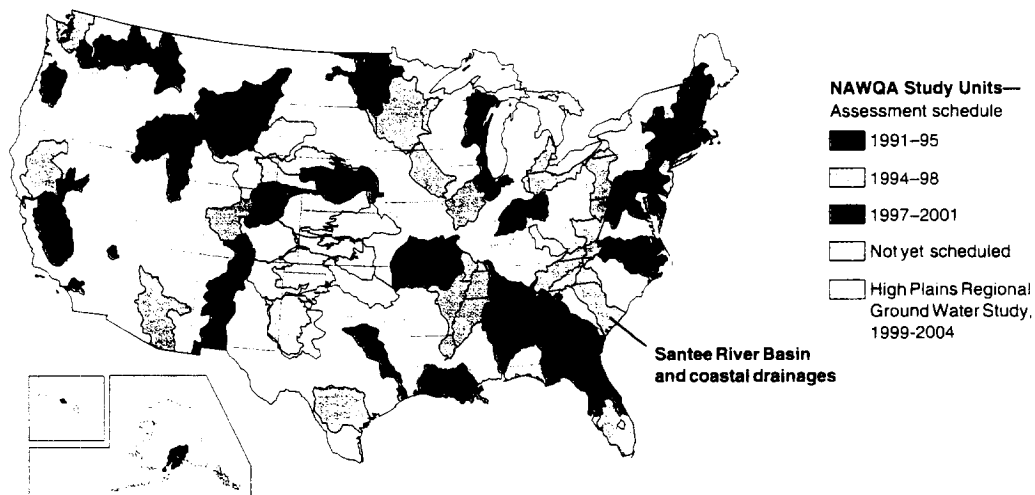 NAWQA Study Units—
Assessment schedule
1991–95
1994–98
1997–2001
Not yet scheduled
High Plains Regional
Ground Water Study,
1999-2004
Santee River Basin
and coastal drainages